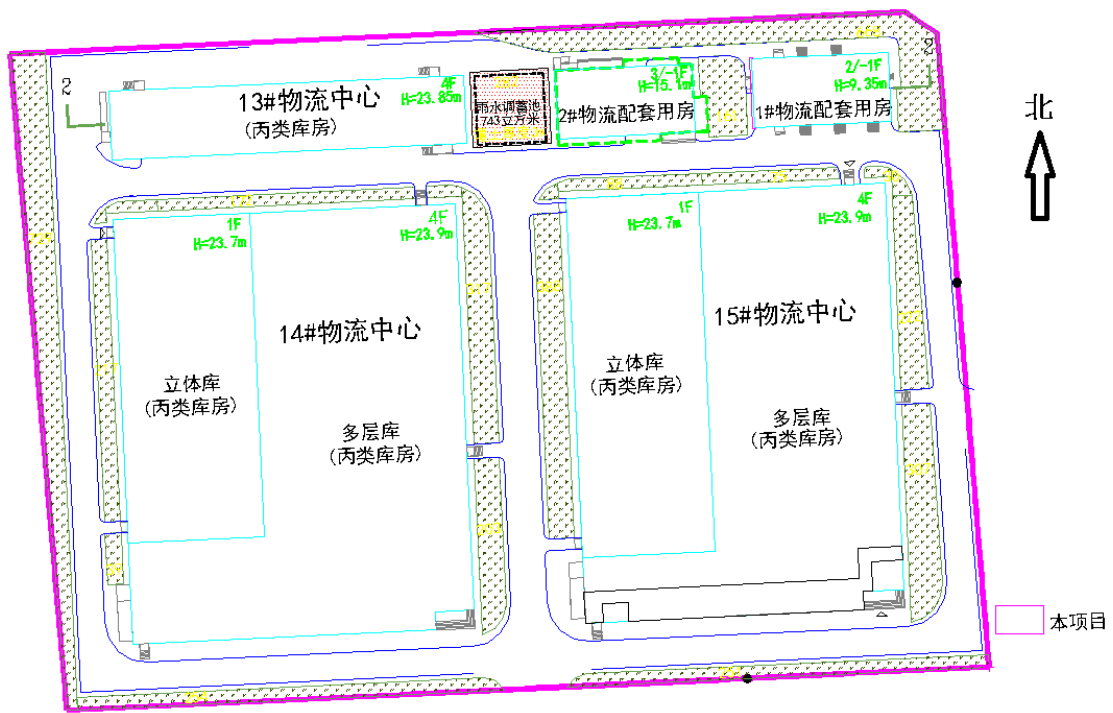 2
13#物流中心
(丙类库房)
4F
H=23.85m
雨水调蓄池
743立方米
3/-1F
H=15.1m
2#物流配套用房
2/-1F
H=9.35m
1#物流配套用房
2
北
1F
H=23.7m
4F
H=23.9m
14#物流中心
立体库
(丙类库房)
多层库
(丙类库房)
1F
H=23.7m
4F
H=23.9m
15#物流中心
立体库
(丙类库房)
多层库
(丙类库房)
本项目